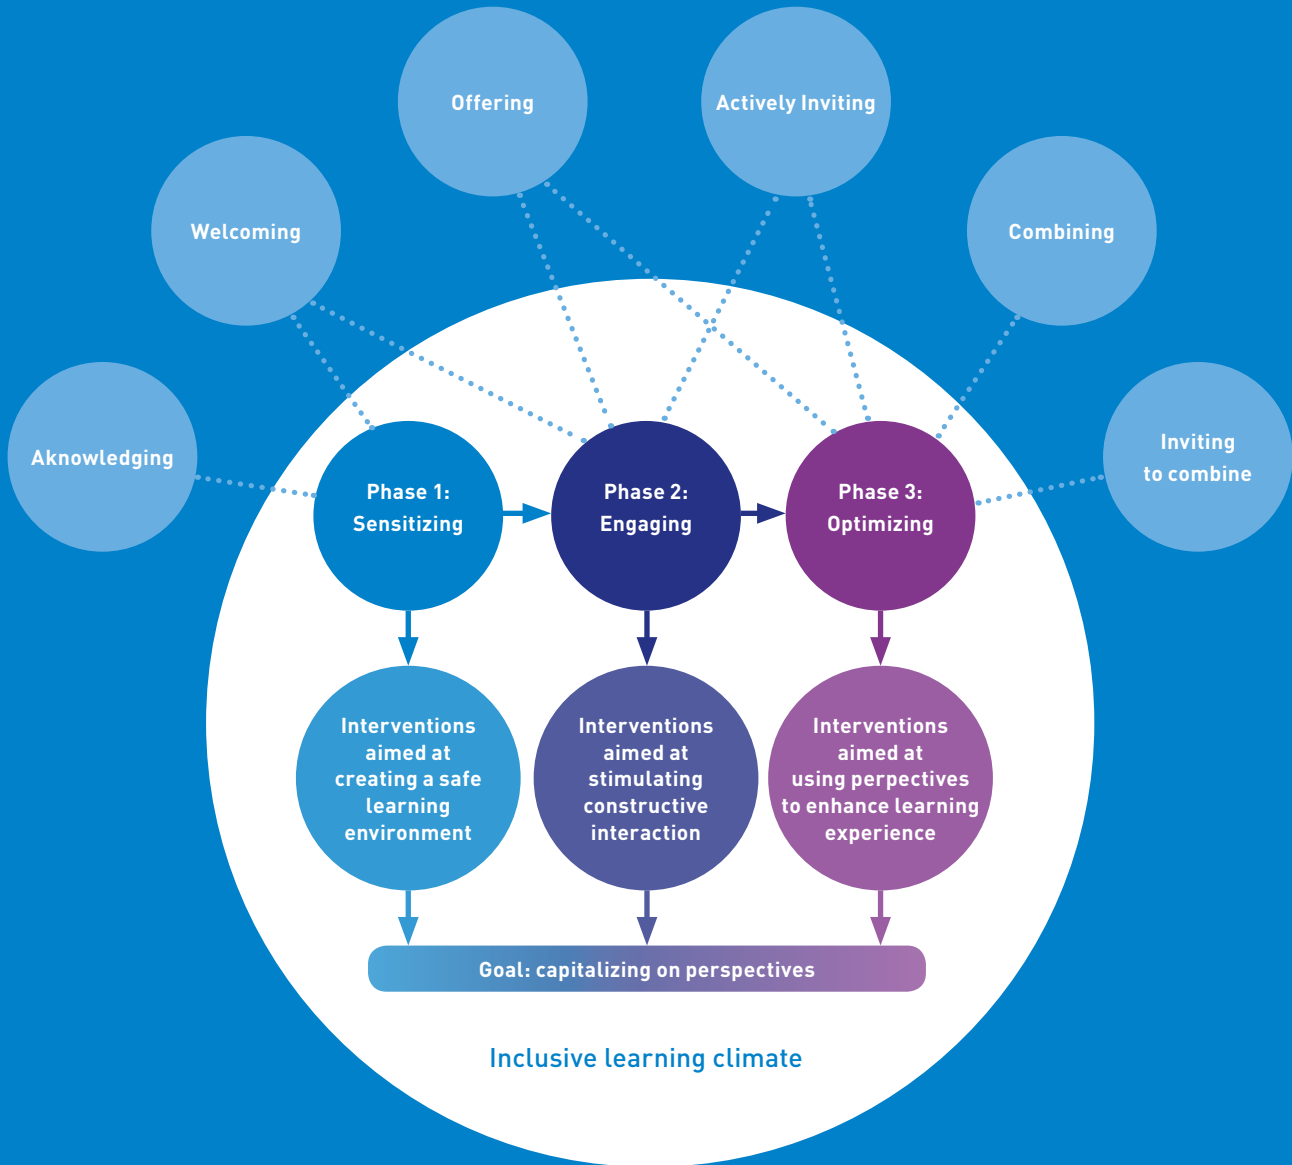 Offering
Actively Inviting
Welcoming
Combining
Aknowledging
Inviting
to combine
Phase 1:
Sensitizing
Phase 2:
Engaging
Phase 3:
Optimizing
Interventions
aimed at
creating a safe
learning
environment
Interventions
aimed at
stimulating
constructive
interaction
Interventions
aimed at
using perpectives
to enhance learning
experience
Goal: capitalizing on perspectives
Inclusive learning climate